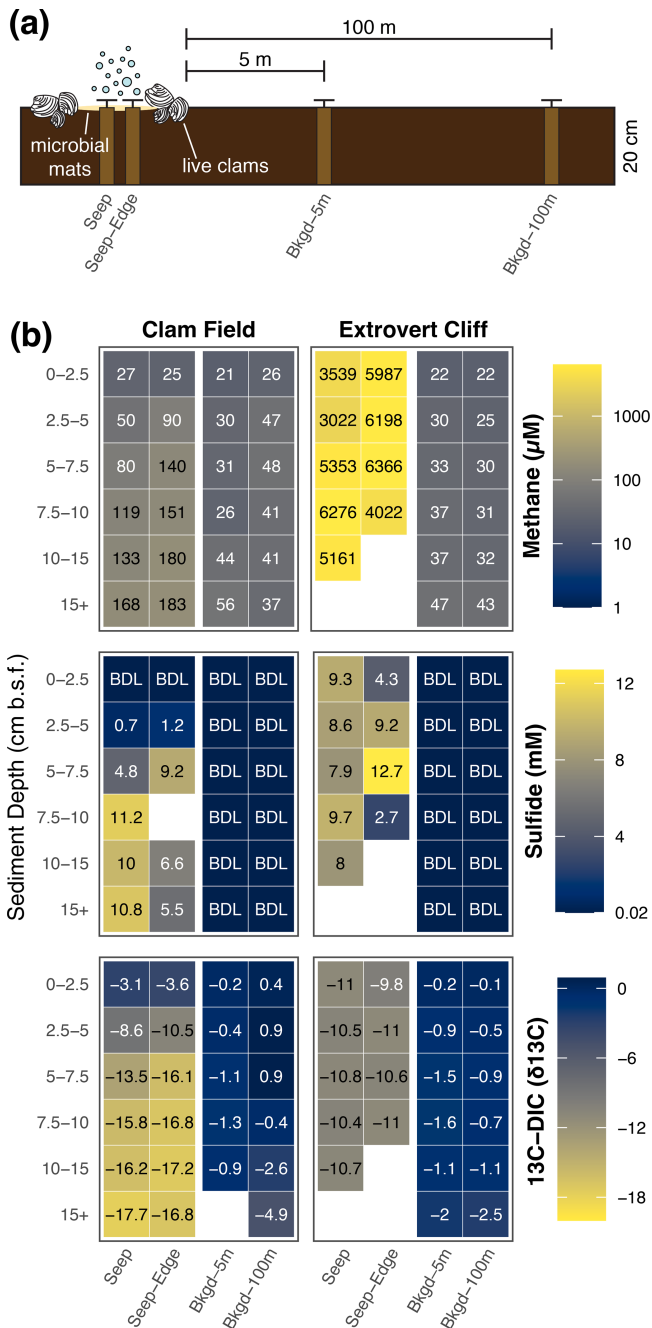 (a)
100 m
5 m
microbial
mats
live clams
20 cm
Seep
Seep−Edge
Bkgd−5m
Bkgd−100m
(b)
Clam Field
Extrovert Cliff
Sediment Depth (cm b.s.f.)
0−2.5 27 25 21 26 3539 5987 22 22
2.5−5 50 90 30 47 3022 6198 30 25
5−7.5 80 140 31 48 5353 6366 33 30
7.5−10 119 151 26 41 6276 4022 37 31
10−15 133 180 44 41 5161 37 32
15+ 168 183 56 37 47 43
Methane (µM)
1000
100
10
1
0−2.5 BDL BDL BDL BDL 9.3 4.3 BDL BDL
2.5−5 0.7 1.2 BDL BDL 8.6 9.2 BDL BDL
5−7.5 4.8 9.2 BDL BDL 7.9 12.7 BDL BDL
7.5−10 11.2 BDL BDL 9.7 2.7 BDL BDL
10−15 10 6.6 BDL BDL 8 BDL BDL
15+ 10.8 5.5 BDL BDL BDL BDL
Sulfide (mM)
12
8
4
0.02
0−2.5 −3.1 −3.6 −0.2 0.4 −11 −9.8 −0.2 −0.1
2.5−5 −8.6 −10.5 −0.4 0.9 −10.5 −11 −0.9 −0.5
5−7.5 −13.5 −16.1 −1.1 0.9 −10.8 −10.6 −1.5 −0.9
7.5−10 −15.8 −16.8 −1.3 −0.4 −10.4 −11 −1.6 −0.7
10−15 −16.2 −17.2 −0.9 −2.6 −10.7 −1.1 −1.1
15+ −17.7 −16.8 −4.9 −2 −2.5
13C−DIC (δ13C)
0
−6
−12
−18
Seep
Seep−Edge
Bkgd−5m
Bkgd−100m
Seep
Seep−Edge
Bkgd−5m
Bkgd−100m